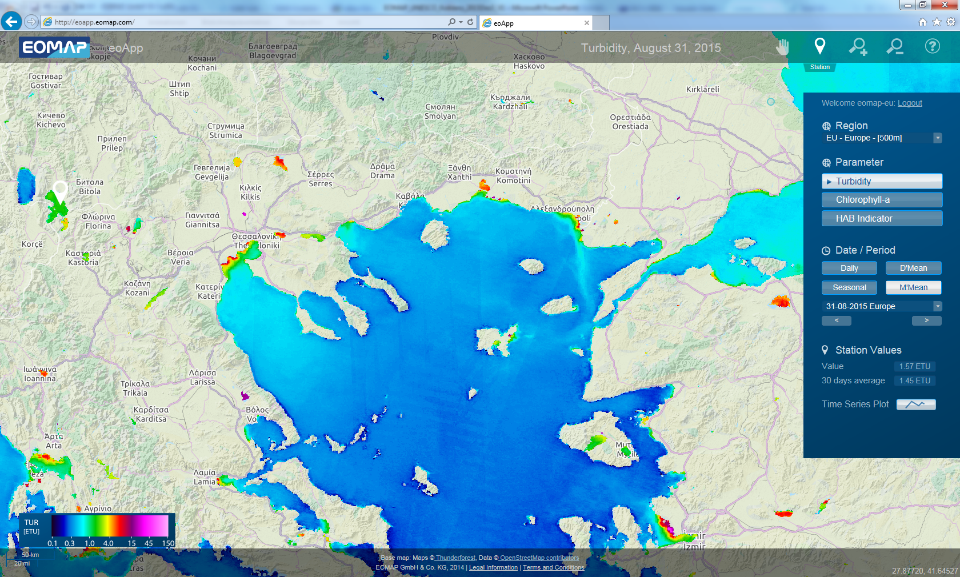 http://eoapp.eomap.com/
eoApp
EOMAP eoApp
Turbidity, August 31, 2015
Station
Plovdiv
Благоевград
Blagoevgrad
Хасково
Haskovo
Кочани
Kochani
Гостивар
Gostivar
Штип
Shtip
Kırklareli
Кърджали
Kardzhali
Смолян
Smolyan
Кичево
Kichevo
Ορεστιάδα
Orestiada
Струмица
Strumica
Прилеп
Prilep
Гевгелија
Gevgelija
Δράμα
Drama
Ξάνθη
Xanthi
Κομοτηνή
Komotini
Σέρρες
Serres
Битола
Bitola
Κιλκίς
Kilkis
Καβάλα
Αλεξανδρούπολη
Φλώρινα
Florina
Γιαννιτσά
Giannitsa
Θεσσαλονίκη
Thessaloniki
Korçë
Καστοριά
Kastoria
Βέροια
Veria
Κατερίνη
Katerini
Κοζάνη
Kozani
Ιωάννινα
Ioannina
Λάρισα
Larissa
Τρίκαλα
Trikala
Καρδίτσα
Karditsa
Βόλος
Άρτα
Arta
Λαμία
Lamia
Αγρίνιο
İzmir
Welcome eomap-eu: Logout
Region
EU - Europe - [500m]
Parameter
Turbidity
Chlorophyll-a
HAB Indicator
Date / Period
Daily
D'Mean
Seasonal
M'Mean
31-08-2015 Europe
<
>
Station Values
Value 1.57 ETU
30 days average 1.45 ETU
Time Series Plot
TUR
[ETU]
0.1 0.3 1.0 4.0 15 45 150
50 km
20 mi
Base map: Maps © Thunderforest, Data © OpenStreetMap contributors
EOMAP GmbH & Co. KG, 2014 | Legal Information | Terms and Conditions
27.87720, 41.64527